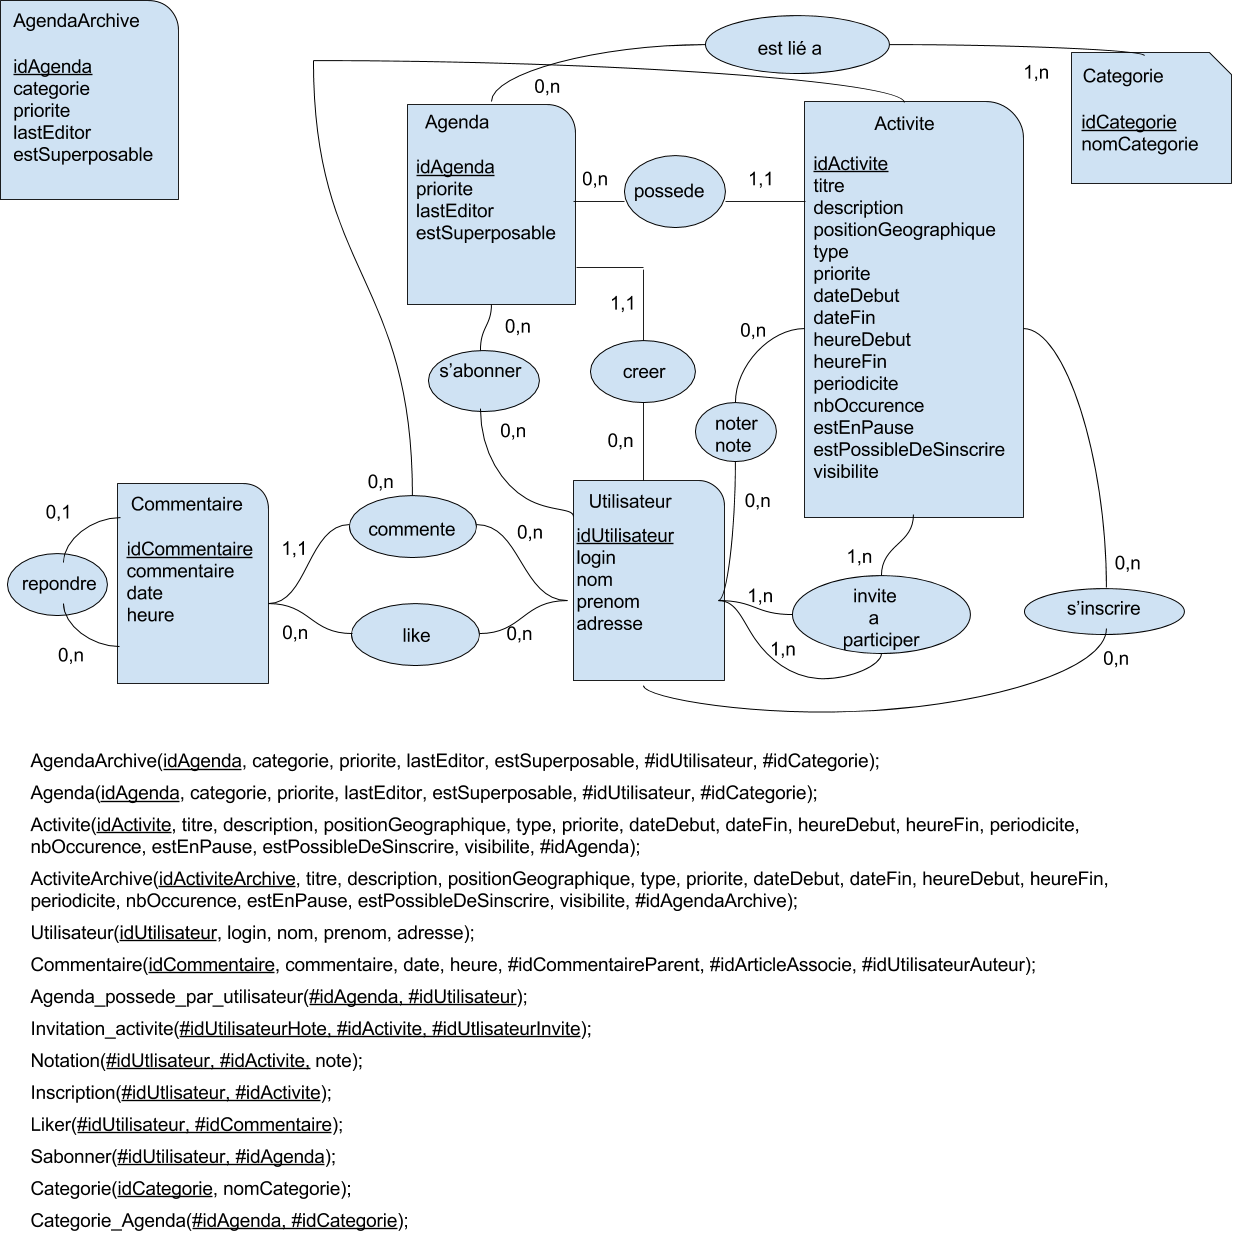 AgendaArchive
idAgenda
categorie
priorite
lastEditor
estSuperposable
est lié a
0,n
1,n
Categorie
idCategorie
nomCategorie
Agenda
idAgenda
priorite
lastEditor
estSuperposable
0,n
possede
1,1
Activite
idActivite
titre
description
positionGeographique
type
priorite
dateDebut
dateFin
heureDebut
heureFin
periodicite
nbOccurence
estEnPause
estPossibleDeSinscrire
visibilite
0,n
s'abonner
0,n
1,1
creer
0,n
0,n
noter
note
0,n
Commentaire
idCommentaire
commentaire
date
heure
0,1
repondre
0,n
0,n
commente
1,1
0,n
0,n
like
0,n
Utilisateur
idUtilisateur
login
nom
prenom
adresse
1,n
invite
a
participer
1,n
1,n
0,n
s'inscrire
0,n
AgendaArchive(idAgenda, categorie, priorite, lastEditor, estSuperposable, #idUtilisateur, #idCategorie);
Agenda(idAgenda, categorie, priorite, lastEditor, estSuperposable, #idUtilisateur, #idCategorie);
Activite(idActivite, titre, description, positionGeographique, type, priorite, dateDebut, dateFin, heureDebut, heureFin, periodicite,
nbOccurence, estEnPause, estPossibleDeSinscrire, visibilite, #idAgenda);
ActiviteArchive(idActiviteArchive, titre, description, positionGeographique, type, priorite, dateDebut, dateFin, heureDebut, heureFin,
periodicite, nbOccurence, estEnPause, estPossibleDeSinscrire, visibilite, #idAgendaArchive);
Utilisateur(idUtilisateur, login, nom, prenom, adresse);
Commentaire(idCommentaire, commentaire, date, heure, #idCommentaireParent, #idArticleAssocie, #idUtilisateurAuteur);
Agenda_possede_par_utilisateur(#idAgenda, #idUtilisateur);
Invitation_activite(#idUtilisateurHote, #idActivite, #idUtlisateurInvite);
Notation(#idUtlisateur, #idActivite, note);
Inscription(#idUtlisateur, #idActivite);
Liker(#idUtilisateur, #idCommentaire);
Sabonner(#idUtilisateur, #idAgenda);
Categorie(idCategorie, nomCategorie);
Categorie_Agenda(#idAgenda, #idCategorie);